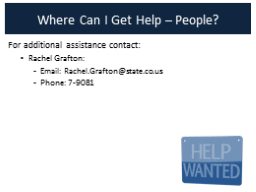 Where Can I Get Help – People?
For additional assistance contact:
• Rachel Grafton:
- Email: Rachel.Grafton@state.co.us
- Phone: 7-9081
HELP
WANTED